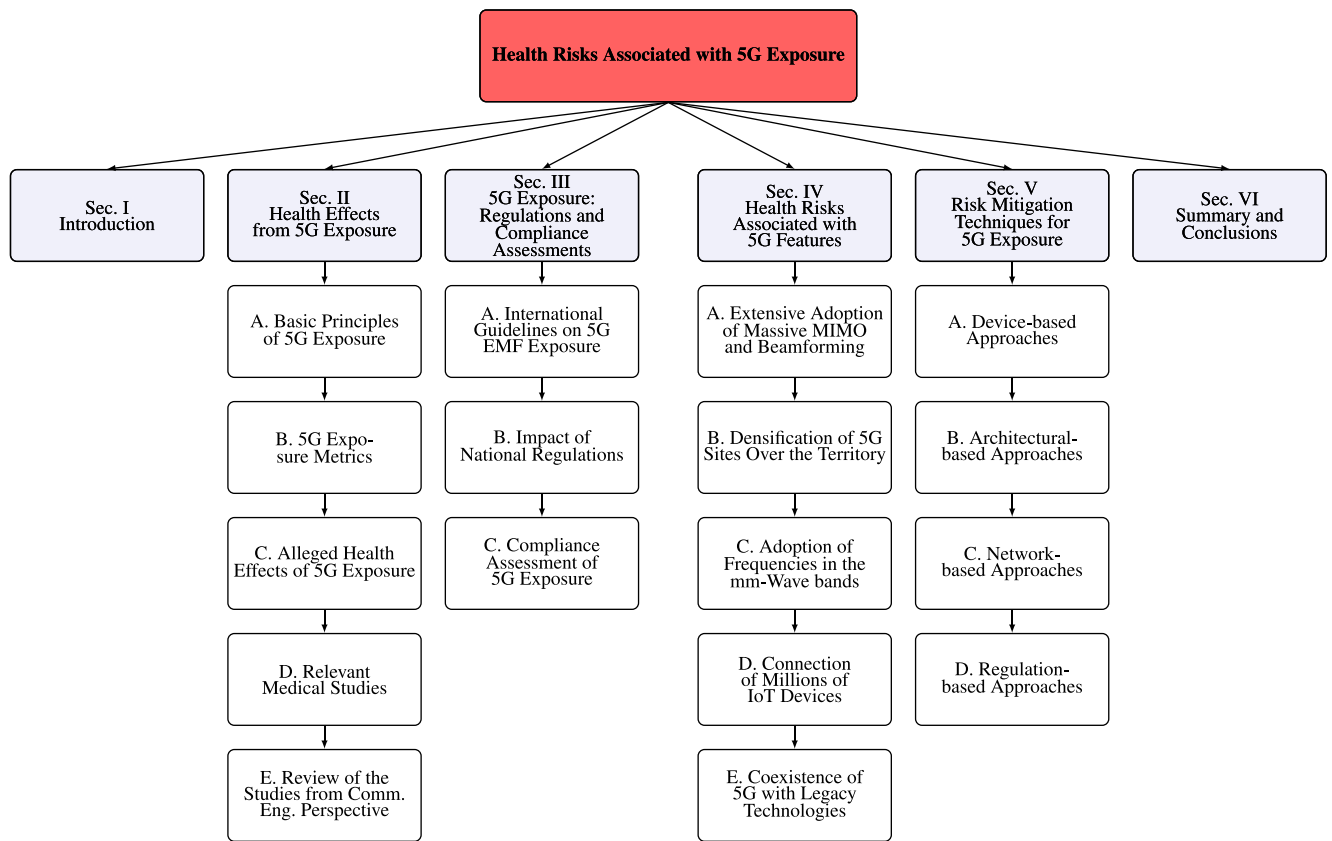 Health Risks Associated with 5G Exposure
Sec. I
Introduction
Sec. II
Health Effects
from 5G Exposure
Sec. III
5G Exposure:
Regulations and
Compliance
Assessments
Sec. IV
Health Risks
Associated with
5G Features
Sec. V
Risk Mitigation
Techniques for
5G Exposure
Sec. VI
Summary and
Conclusions
A. Basic Principles
of 5G Exposure
B. 5G Expo-
sure Metrics
C. Alleged Health
Effects of 5G Exposure
D. Relevant
Medical Studies
E. Review of the
Studies from Comm.
Eng. Perspective
A. International
Guidelines on 5G
EMF Exposure
B. Impact of
National Regulations
C. Compliance
Assessment of
5G Exposure
A. Extensive Adoption
of Massive MIMO
and Beamforming
B. Densification of 5G
Sites Over the Territory
C. Adoption of
Frequencies in the
mm-Wave bands
D. Connection
of Millions of
IoT Devices
E. Coexistence of
5G with Legacy
Technologies
A. Device-based
Approaches
B. Architectural-
based Approaches
C. Network-
based Approaches
D. Regulation-
based Approaches